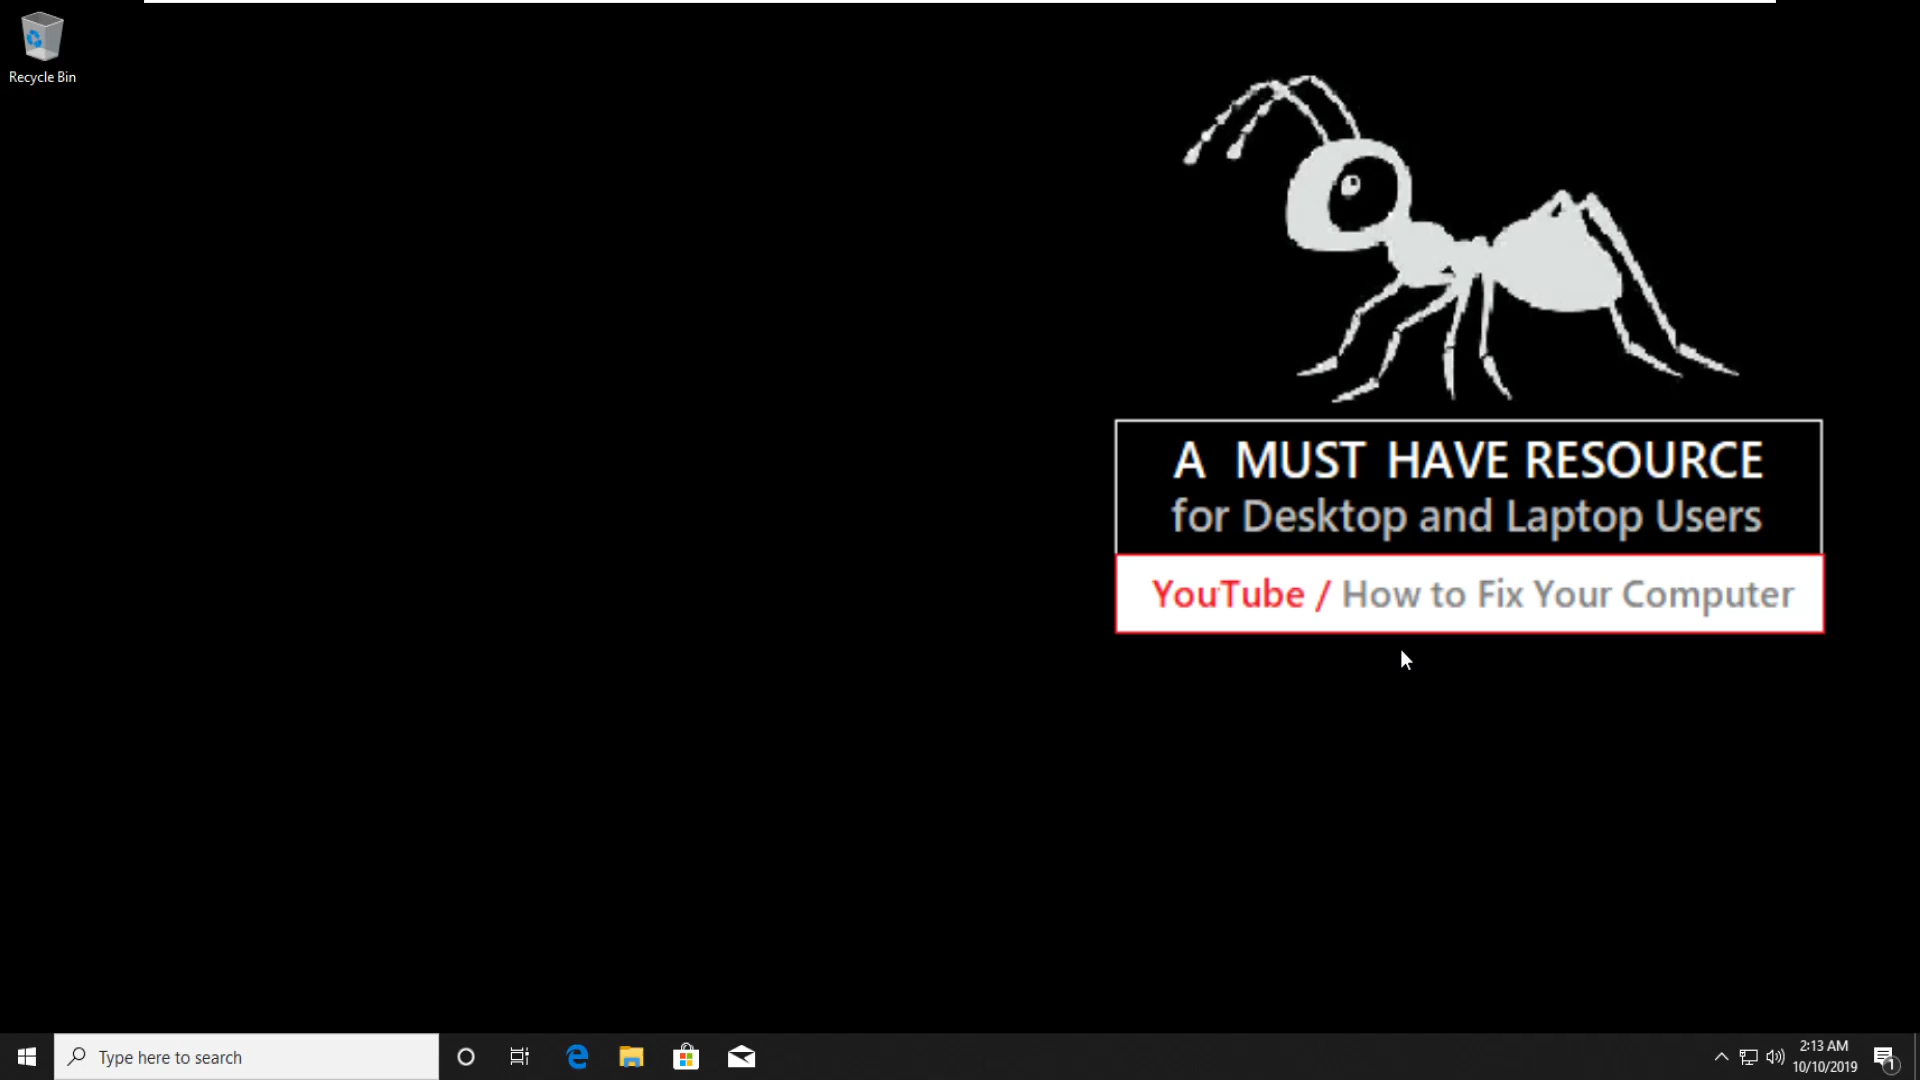 Recycle Bin
A MUST HAVE RESOURCE
for Desktop and Laptop Users
YouTube / How to Fix Your Computer
Type here to search
2:13 AM
10/10/2019
1